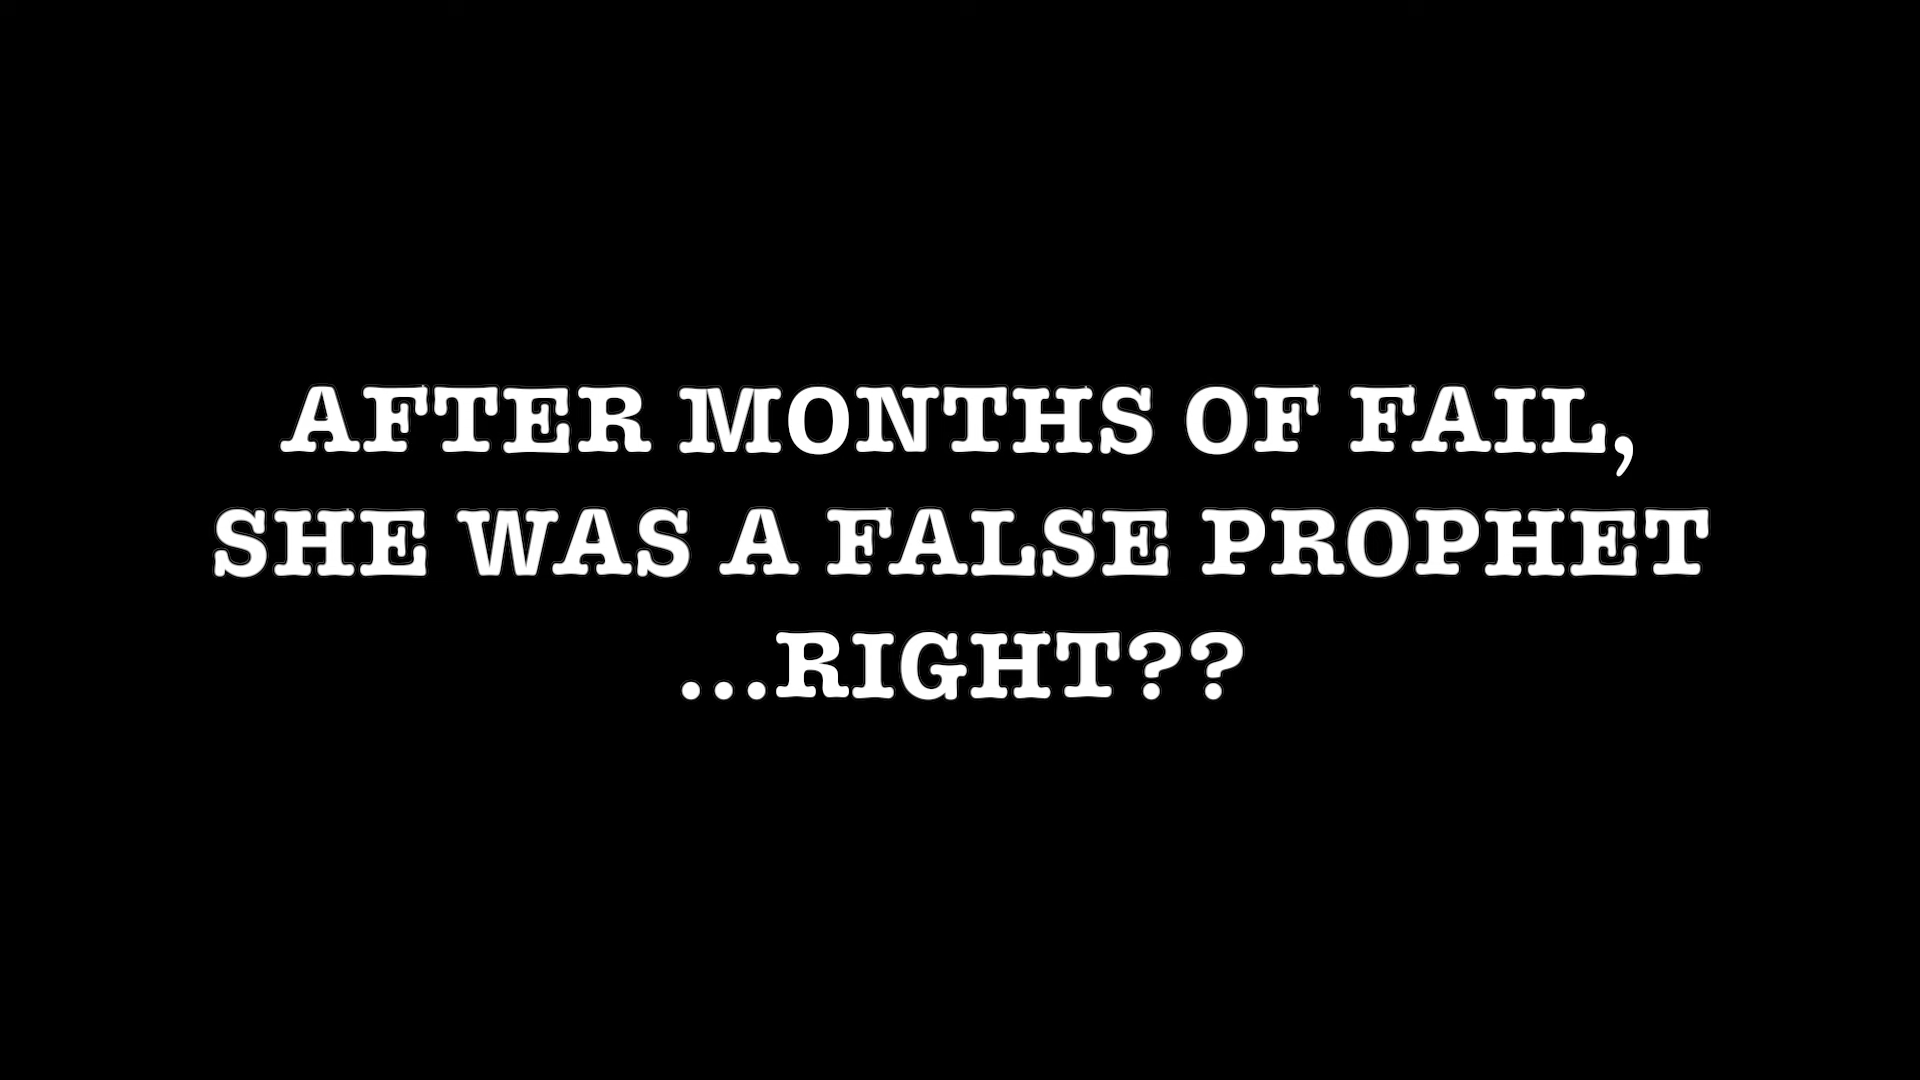 AFTER MONTHS OF FAIL,
SHE WAS A FALSE PROPHET
...RIGHT??